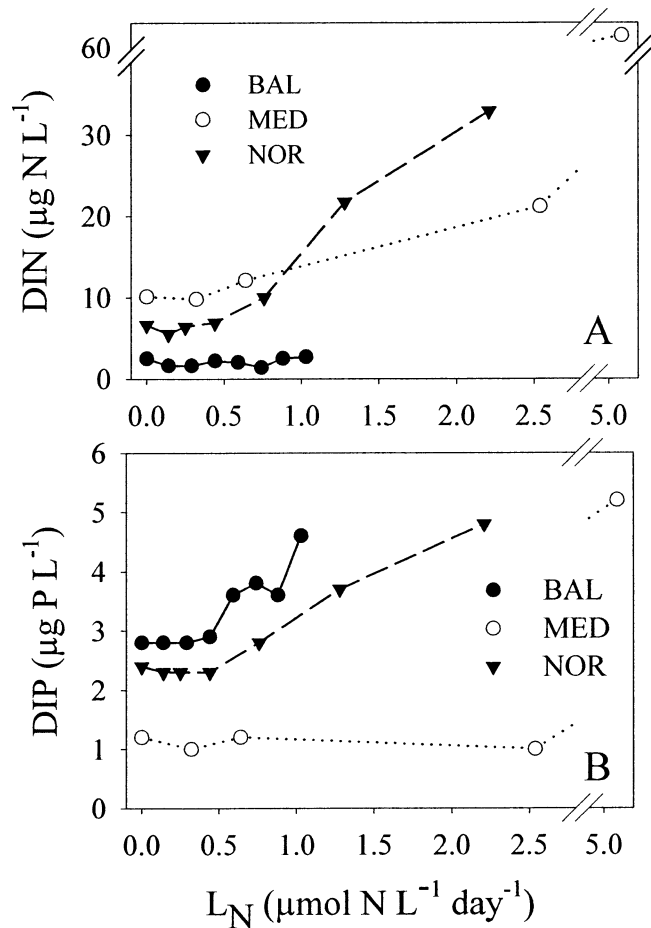 60
30
20
10
0
DIN (μg N L⁻¹)
BAL
MED
NOR
A
0.0 0.5 1.0 1.5 2.0 2.5 5.0
6
5
4
3
2
1
0
DIP (μg P L⁻¹)
BAL
MED
NOR
B
0.0 0.5 1.0 1.5 2.0 2.5 5.0
L_N (μmol N L⁻¹ day⁻¹)